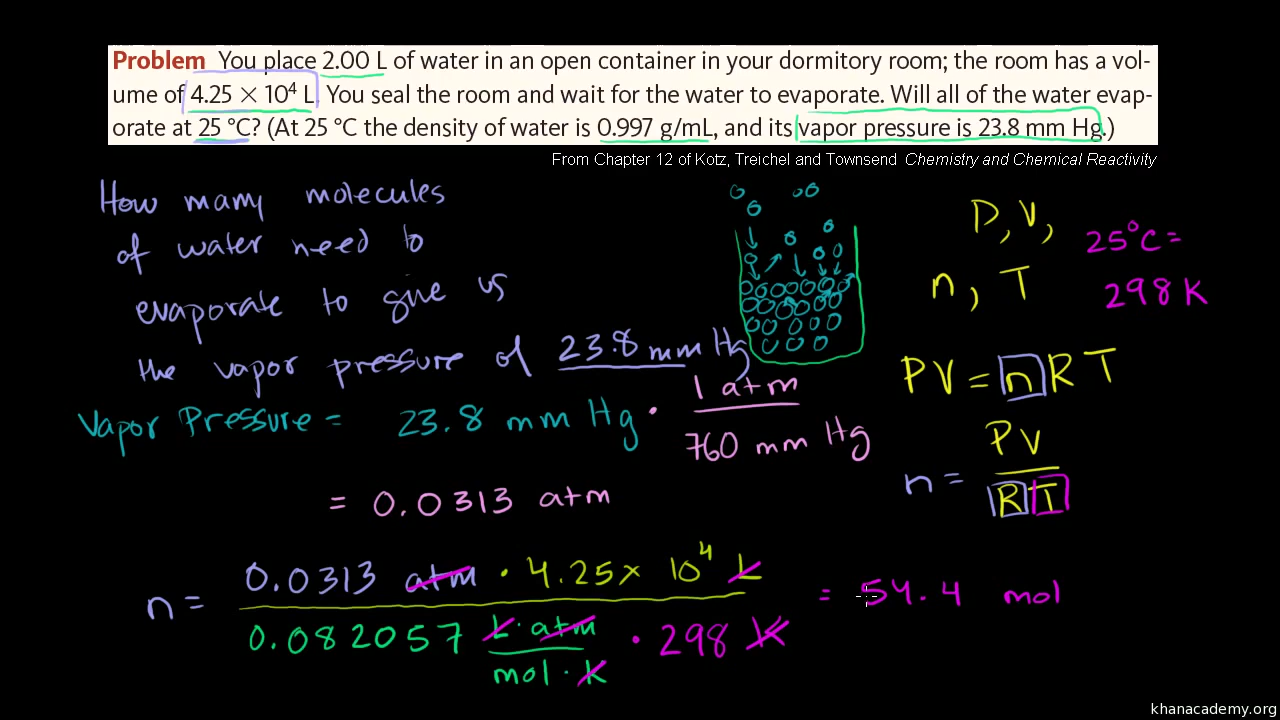 Problem You place 2.00 L of water in an open container in your dormitory room; the room has a vol-
ume of 4.25 × 10⁴ L. You seal the room and wait for the water to evaporate. Will all of the water evap-
orate at 25 °C? (At 25 °C the density of water is 0.997 g/mL, and its vapor pressure is 23.8 mm Hg.)
From Chapter 12 of Kotz, Treichel and Townsend Chemistry and Chemical Reactivity
How many molecules
of water need to
evaporate to give us
the vapor pressure of 23.8 mm Hg
Vapor Pressure = 23.8 mm Hg · 1 atm / 760 mm Hg
= 0.0313 atm
n = 0.0313 atm · 4.25 × 10⁴ L / 0.082057 L · atm / mol · K · 298 K = 54.4 mol
P, V,
n, T
25°C =
298 K
PV = nRT
n = PV / RT
khanacademy.org